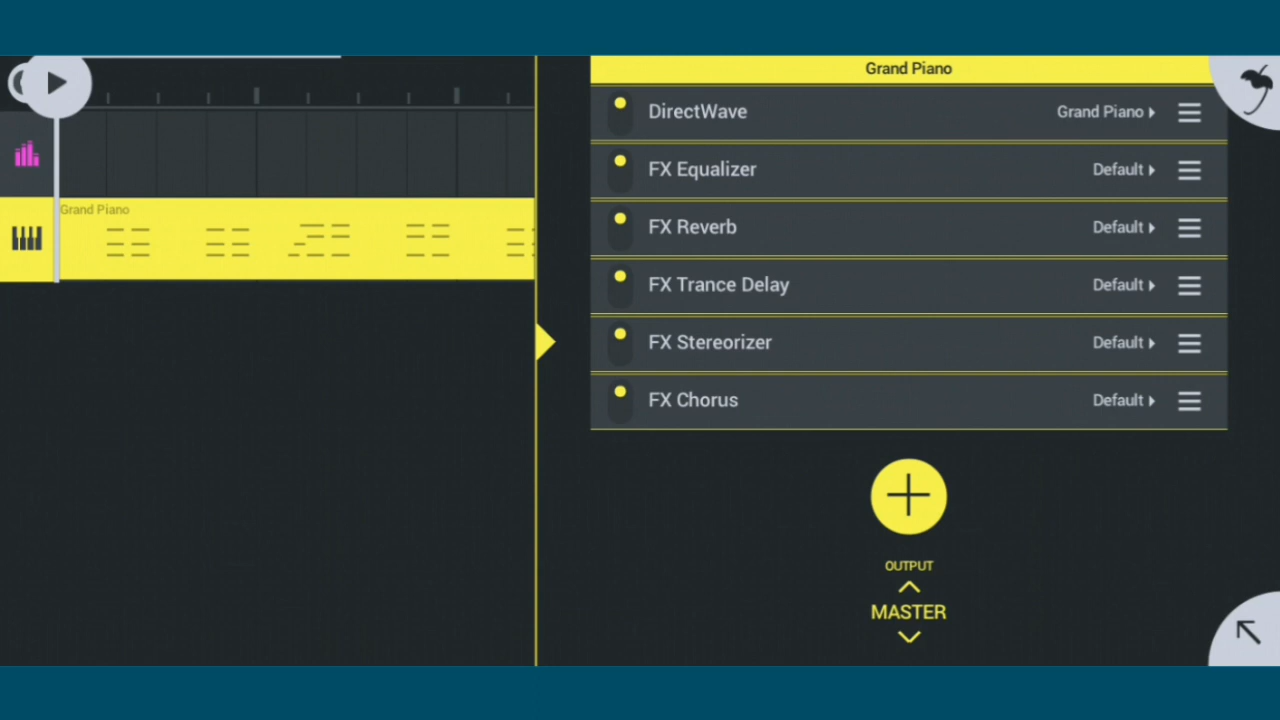 Grand Piano
Grand Piano
DirectWave
Grand Piano
FX Equalizer
Default
FX Reverb
Default
FX Trance Delay
Default
FX Stereorizer
Default
FX Chorus
Default
OUTPUT
MASTER